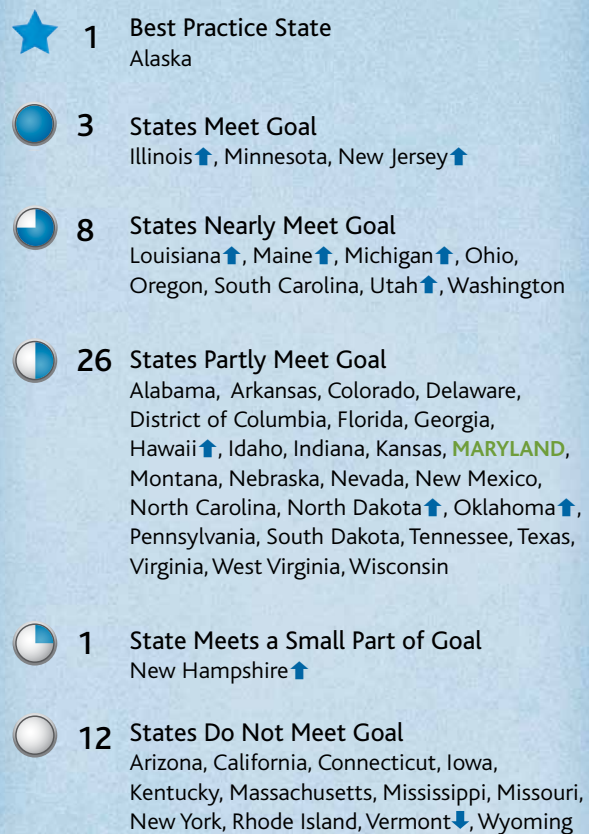 1 Best Practice State
Alaska
3 States Meet Goal
Illinois⬆, Minnesota, New Jersey⬆
8 States Nearly Meet Goal
Louisiana⬆, Maine⬆, Michigan⬆, Ohio,
Oregon, South Carolina, Utah⬆, Washington
26 States Partly Meet Goal
Alabama, Arkansas, Colorado, Delaware,
District of Columbia, Florida, Georgia,
Hawaii⬆, Idaho, Indiana, Kansas, MARYLAND,
Montana, Nebraska, Nevada, New Mexico,
North Carolina, North Dakota⬆, Oklahoma⬆,
Pennsylvania, South Dakota, Tennessee, Texas,
Virginia, West Virginia, Wisconsin
1 State Meets a Small Part of Goal
New Hampshire⬆
12 States Do Not Meet Goal
Arizona, California, Connecticut, Iowa,
Kentucky, Massachusetts, Mississippi, Missouri,
New York, Rhode Island, Vermont⬇, Wyoming